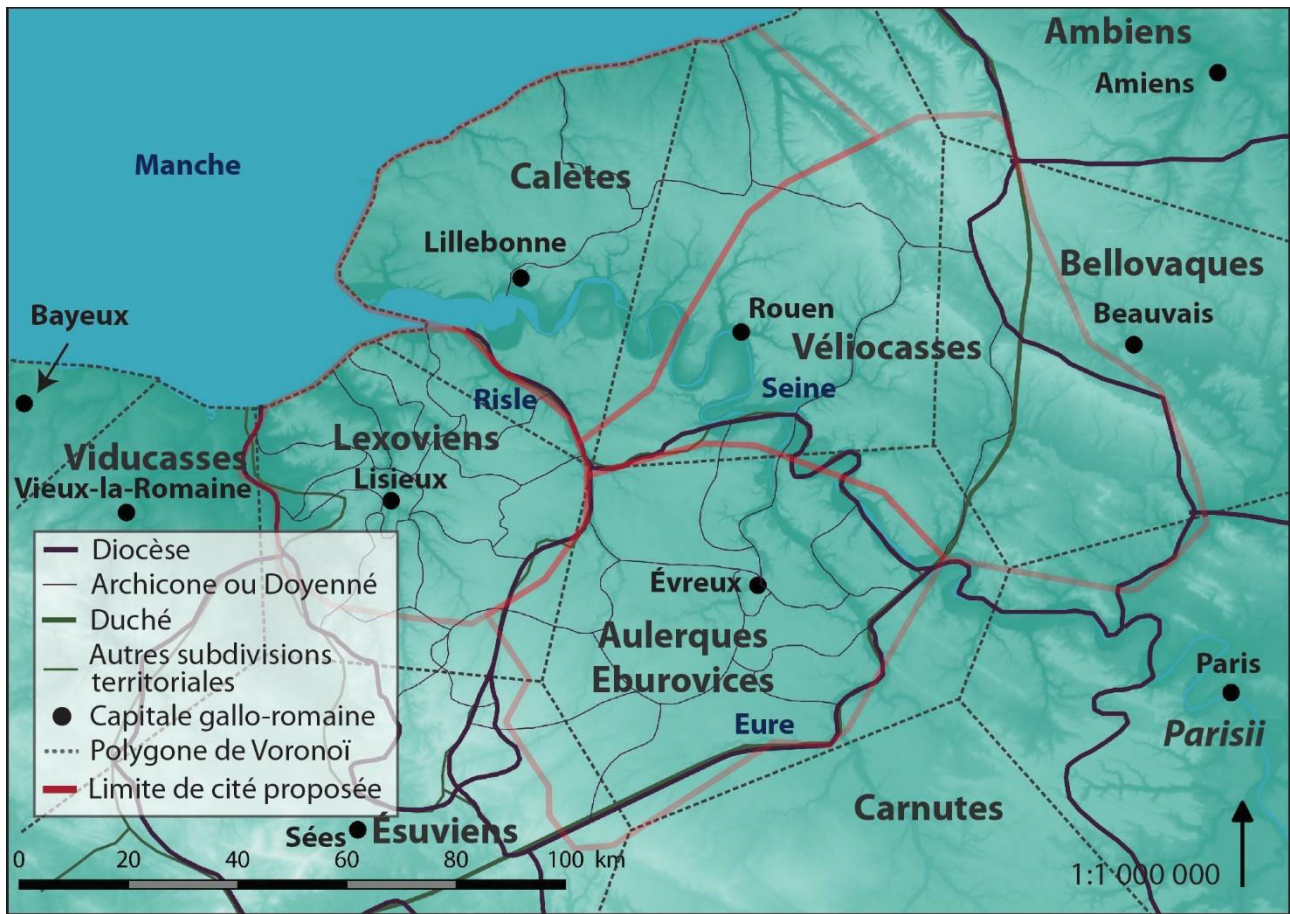 Ambiens
Amiens
Manche
Calètes
Lillebonne
Bellovaques
Beauvais
Bayeux
Rouen
Véliocasses
Seine
Risle
Lexoviens
Lisieux
Viducasses
Vieux-la-Romaine
Évreux
Aulerques
Eburovices
Eure
Paris
Parisii
Carnutes
Sées
Ésuviens
Diocèse
Archicone ou Doyenné
Duché
Autres subdivisions
territoriales
Capitale gallo-romaine
Polygone de Voronoï
Limite de cité proposée
0 20 40 60 80 100 km
1:1 000 000